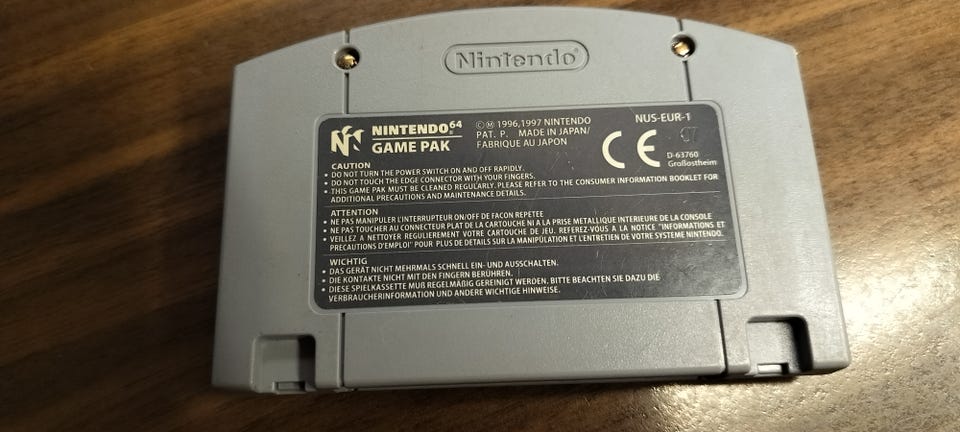 Nintendo
NINTENDO 64
GAME PAK
©Ⓜ 1996,1997 NINTENDO
PAT. P. MADE IN JAPAN/
FABRIQUE AU JAPON
NUS-EUR-1
CE
D-63760
Großostheim
CAUTION
• DO NOT TURN THE POWER SWITCH ON AND OFF RAPIDLY.
• DO NOT TOUCH THE EDGE CONNECTOR WITH YOUR FINGERS.
• THIS GAME PAK MUST BE CLEANED REGULARLY. PLEASE REFER TO THE CONSUMER INFORMATION BOOKLET FOR
ADDITIONAL PRECAUTIONS AND MAINTENANCE DETAILS.
ATTENTION
• NE PAS MANIPULER L'INTERRUPTEUR ON/OFF DE FACON REPETEE
• NE PAS TOUCHER AU CONNECTEUR PLAT DE LA CARTOUCHE NI A LA PRISE METALLIQUE INTERIEURE DE LA CONSOLE
• VEILLEZ A NETTOYER REGULIEREMENT VOTRE CARTOUCHE DE JEU. REFEREZ-VOUS A LA NOTICE "INFORMATIONS ET
PRECAUTIONS D'EMPLOI" POUR PLUS DE DETAILS SUR LA MANIPULATION ET L'ENTRETIEN DE VOTRE SYSTEME NINTENDO.
WICHTIG
• DAS GERÄT NICHT MEHRMALS SCHNELL EIN- UND AUSSCHALTEN.
• DIE KONTAKTE NICHT MIT DEN FINGERN BERÜHREN.
• DIESE SPIELKASSETTE MUß REGELMÄßIG GEREINIGT WERDEN. BITTE BEACHTEN SIE DAZU DIE
VERBRAUCHERINFORMATION UND ANDERE WICHTIGE HINWEISE.